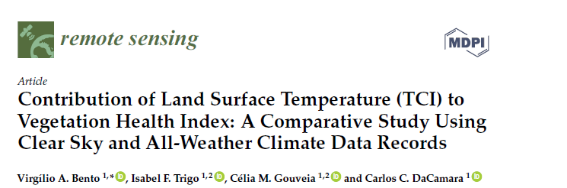 remote sensing
MDPI
Article
Contribution of Land Surface Temperature (TCI) to
Vegetation Health Index: A Comparative Study Using
Clear Sky and All-Weather Climate Data Records
Virgílio A. Bento 1,*, Isabel F. Trigo 1,2, Célia M. Gouveia 1,2 and Carlos C. DaCamara 1